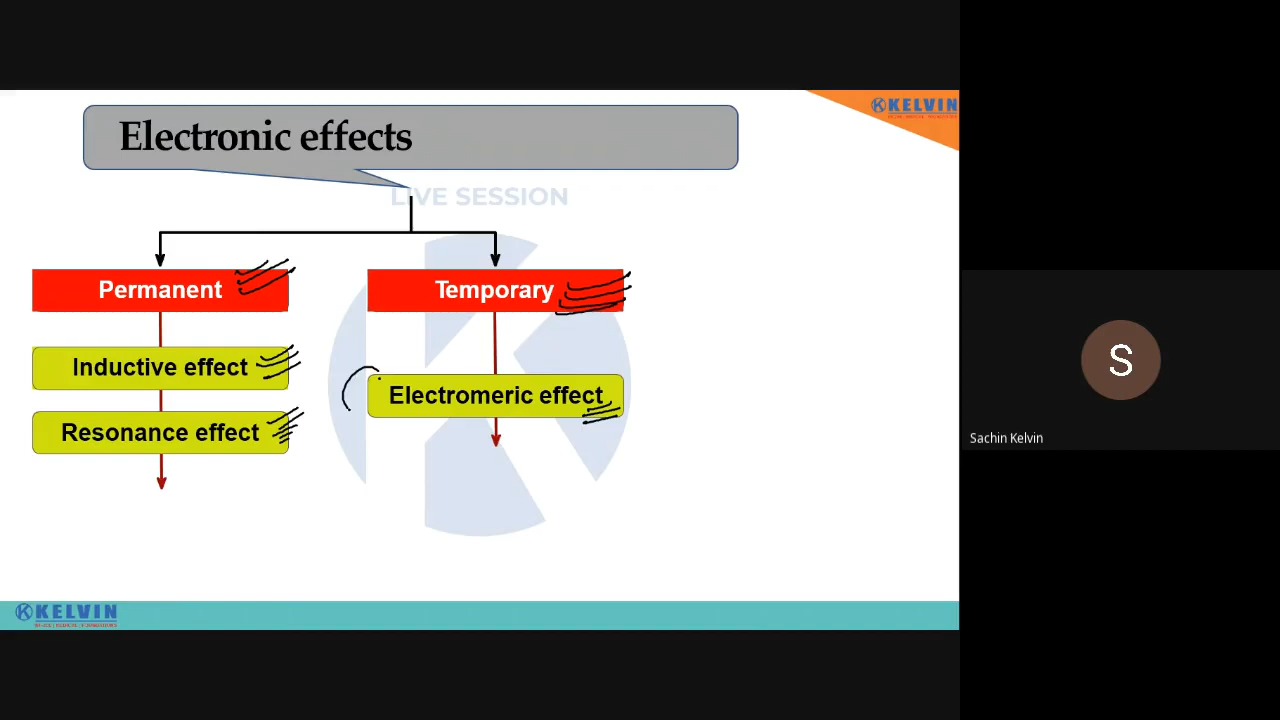 Electronic effects
KELVIN
LIVE SESSION
Permanent
Temporary
Inductive effect
Electromeric effect
Resonance effect
S
Sachin Kelvin
KELVIN